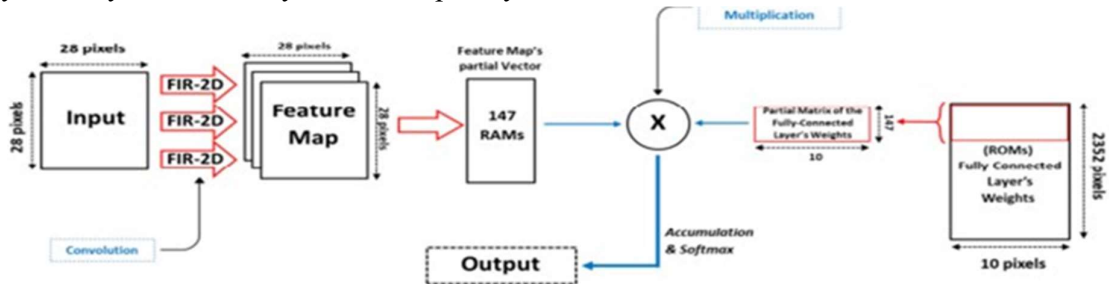 28 pixels
28 pixels
Input
FIR-2D
FIR-2D
FIR-2D
Convolution
28 pixels
28 pixels
Feature
Map
Feature Map's
partial Vector
147
RAMs
Multiplication
X
Partial Matrix of the
Fully-Connected
Layer's Weights
147
10
(ROMs)
Fully Connected
Layer's
Weights
2352 pixels
10 pixels
Accumulation
& Softmax
Output